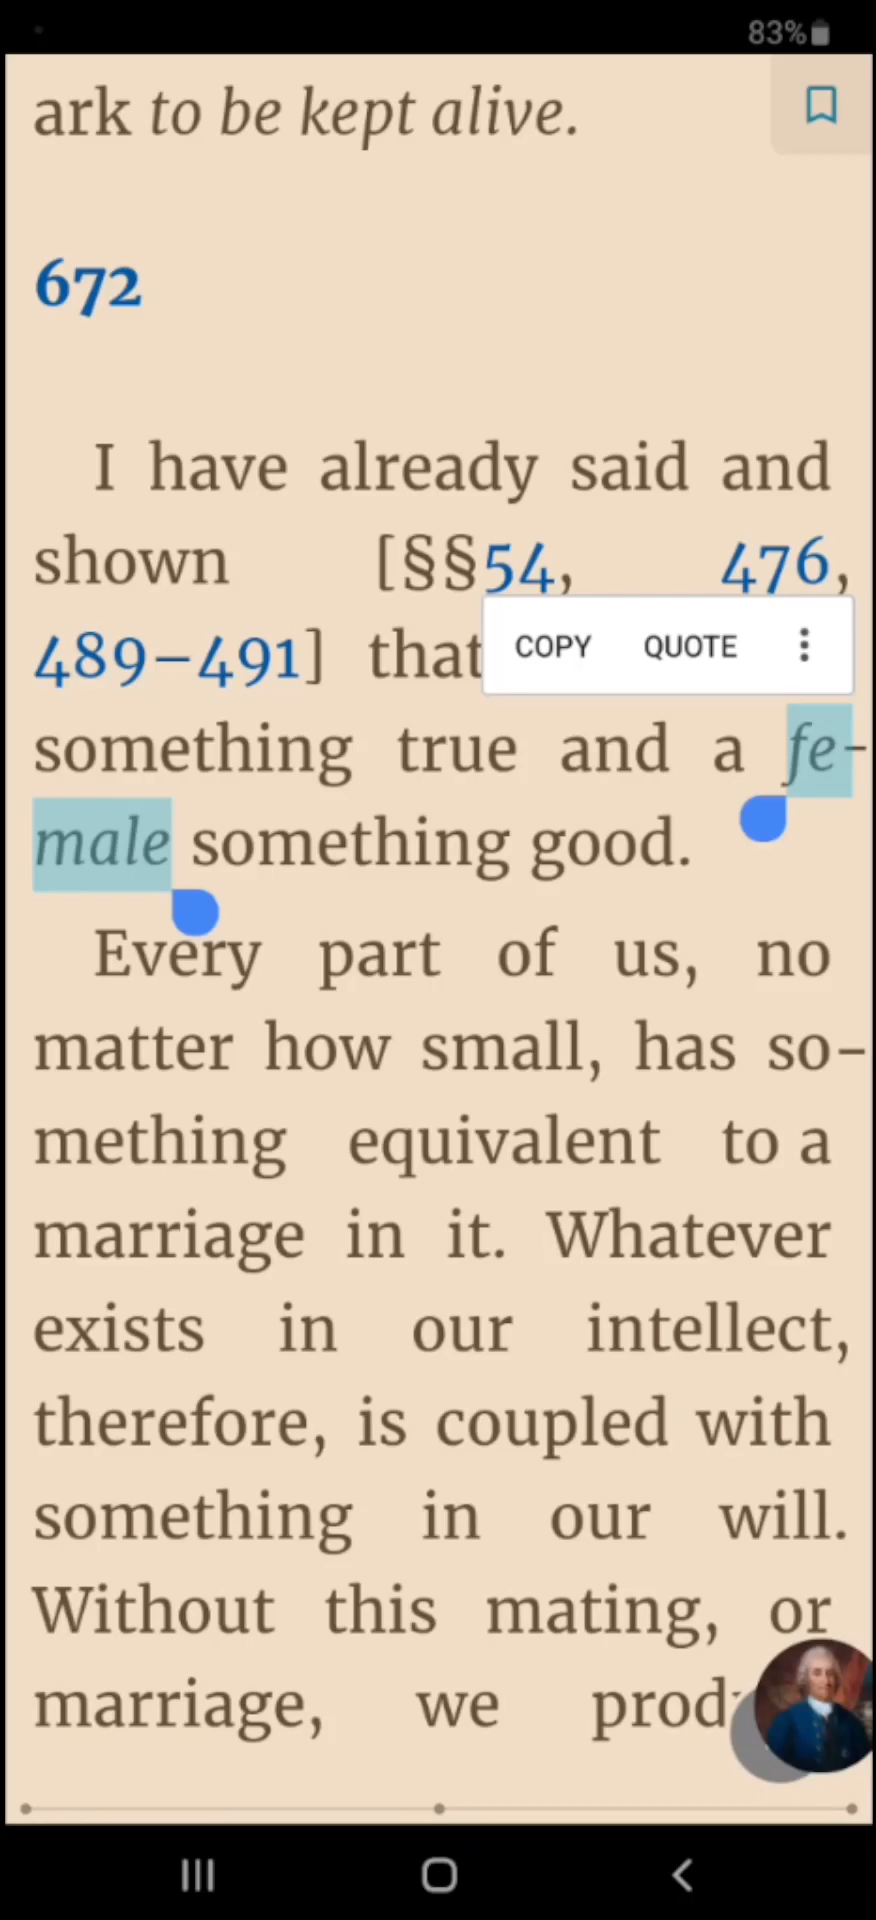 83%
ark to be kept alive.
672
I have already said and
shown [§§54, 476,
489–491] that
COPY QUOTE
something true and a fe-
male something good.
Every part of us, no
matter how small, has so-
mething equivalent to a
marriage in it. Whatever
exists in our intellect,
therefore, is coupled with
something in our will.
Without this mating, or
marriage, we